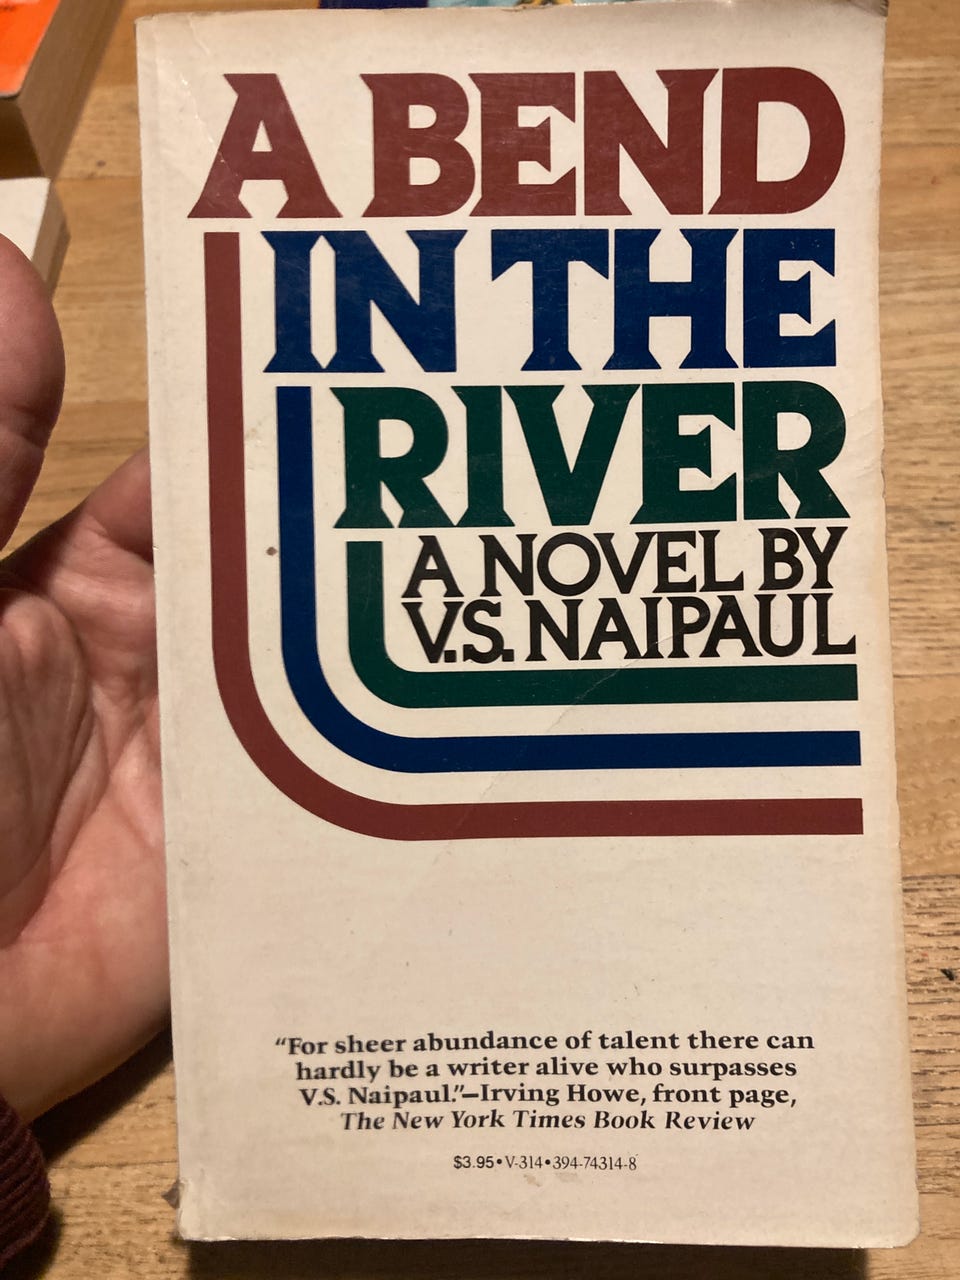 A BEND
IN THE
RIVER
A NOVEL BY
V.S. NAIPAUL
“For sheer abundance of talent there can
hardly be a writer alive who surpasses
V.S. Naipaul.”—Irving Howe, front page,
The New York Times Book Review
$3.95•V-314•394-74314-8